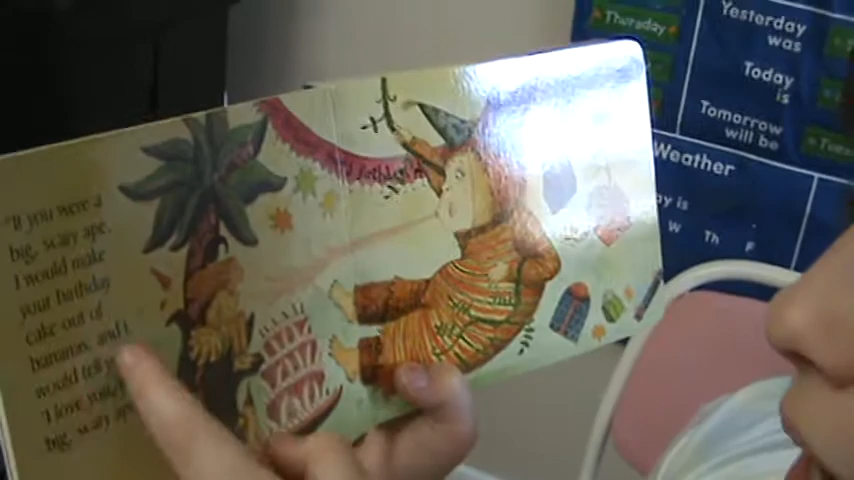 "If you were a
big, scary ape,
I would make
your birthday
cake out of
bananas, and I
would tell y
I love you,
big, scary ape
Thursday
Yesterday
was
Today
is
Tomorrow
will be
Weather
Th
F